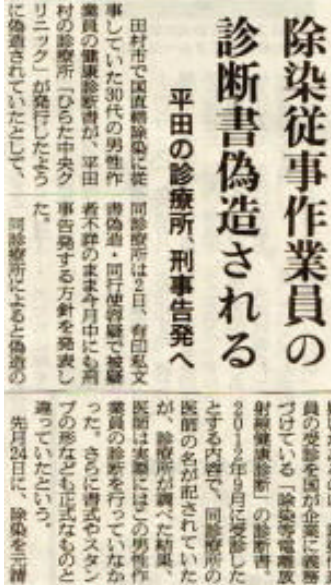 除染従事作業員の
診断書偽造される
平田の診療所、刑事告発へ
田村市で国直轄除染に従
事していた30代の男性作
業員の健康診断書が、平田
村の診療所「ひらた中央ク
リニック」が発行したよう
に偽造されていたとして、
同診療所は2日、有印私文
書偽造・同行使容疑で被疑
者不詳のまま今月中にも刑
事告発する方針を発表し
た。
同診療所によると偽造の
員の受診を国が企業に義務
づけている「除染等電離放
射線健康診断」の診断書。
2012年9月に受診した
とする内容で、同診療所の
医師の名が記されていた
が、診療所が調べた結果、
医師は実際にはこの男性作
業員の診断を行っていなか
った。さらに書式やスタン
プの形なども正式なものと
違っていたという。
先月24日に、除染を元請